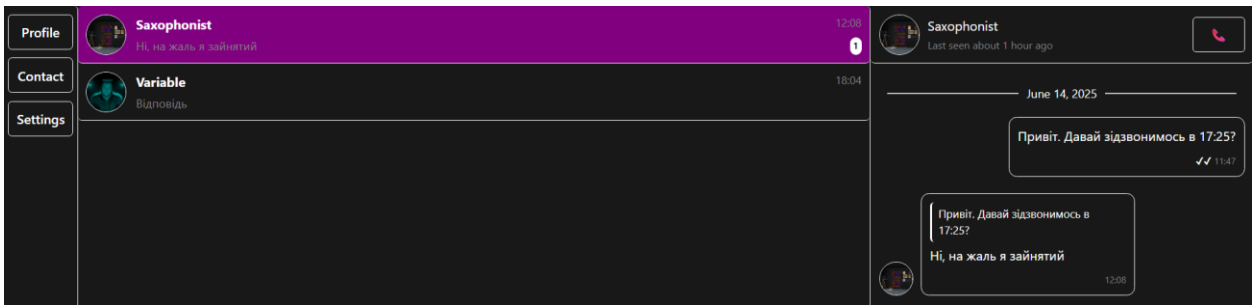 Profile
Contact
Settings
Saxophonist
12:08
Ні, на жаль я зайнятий
1
Variable
18:04
Відповідь
Saxophonist
Last seen about 1 hour ago
June 14, 2025
Привіт. Давай зідзвонимось в 17:25?
11:47
Привіт. Давай зідзвонимось в
17:25?
Ні, на жаль я зайнятий
12:08